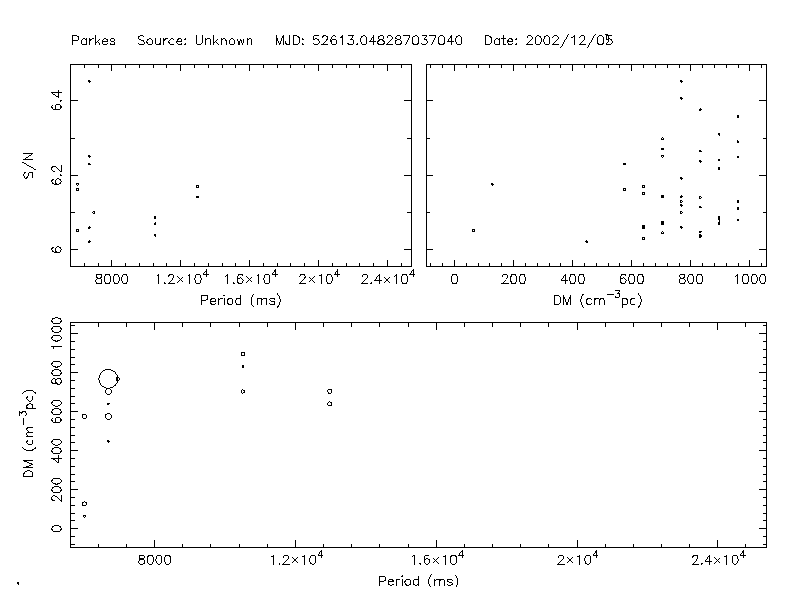 Parkes Source: Unknown MJD: 52613.048287037040 Date: 2002/12/05
S/N
6 6.2 6.4
8000 1.2×10⁴ 1.6×10⁴ 2×10⁴ 2.4×10⁴
Period (ms)
0 200 400 600 800 1000
DM (cm⁻³pc)
DM (cm⁻³pc)
0 200 400 600 800 1000
8000 1.2×10⁴ 1.6×10⁴ 2×10⁴ 2.4×10⁴
Period (ms)